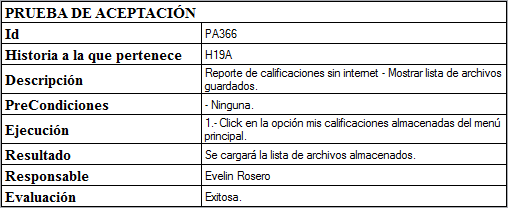 PRUEBA DE ACEPTACIÓN
Id PA366
Historia a la que pertenece H19A
Descripción Reporte de calificaciones sin internet - Mostrar lista de archivos
guardados.
PreCondiciones - Ninguna.
Ejecución 1.- Click en la opción mis calificaciones almacenadas del menú
principal.
Resultado Se cargará la lista de archivos almacenados.
Responsable Evelin Rosero
Evaluación Exitosa.